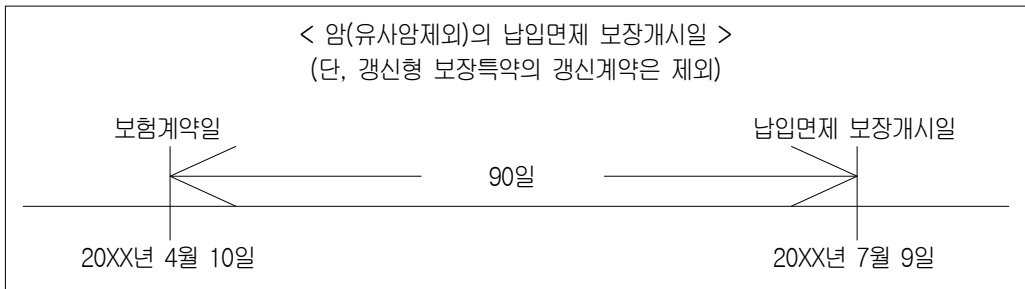 < 암(유사암제외)의 납입면제 보장개시일 >
(단, 갱신형 보장특약의 갱신계약은 제외)
보험계약일 납입면제 보장개시일
90일
20XX년 4월 10일 20XX년 7월 9일